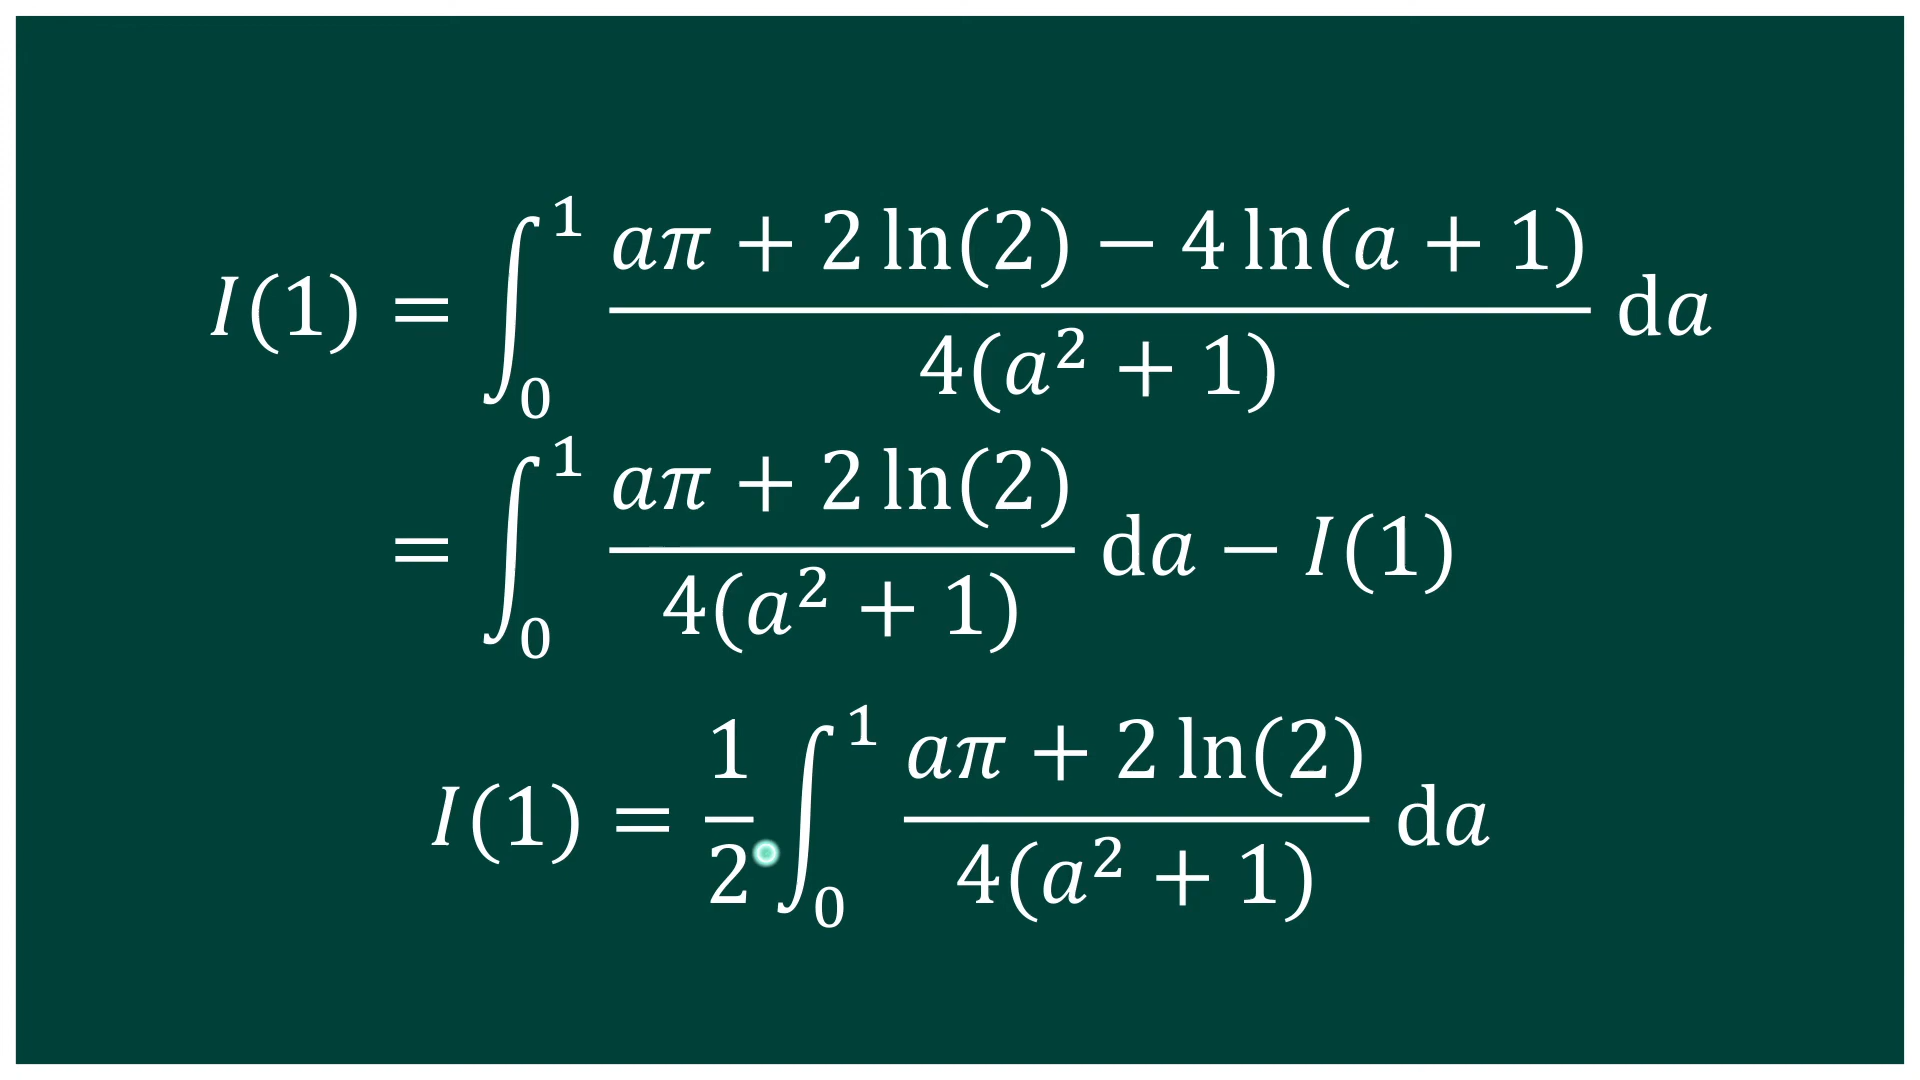 I(1) = ∫₀¹ (aπ + 2 ln(2) − 4 ln(a + 1)) / (4(a² + 1)) da
= ∫₀¹ (aπ + 2 ln(2)) / (4(a² + 1)) da − I(1)
I(1) = 1/2 ∫₀¹ (aπ + 2 ln(2)) / (4(a² + 1)) da